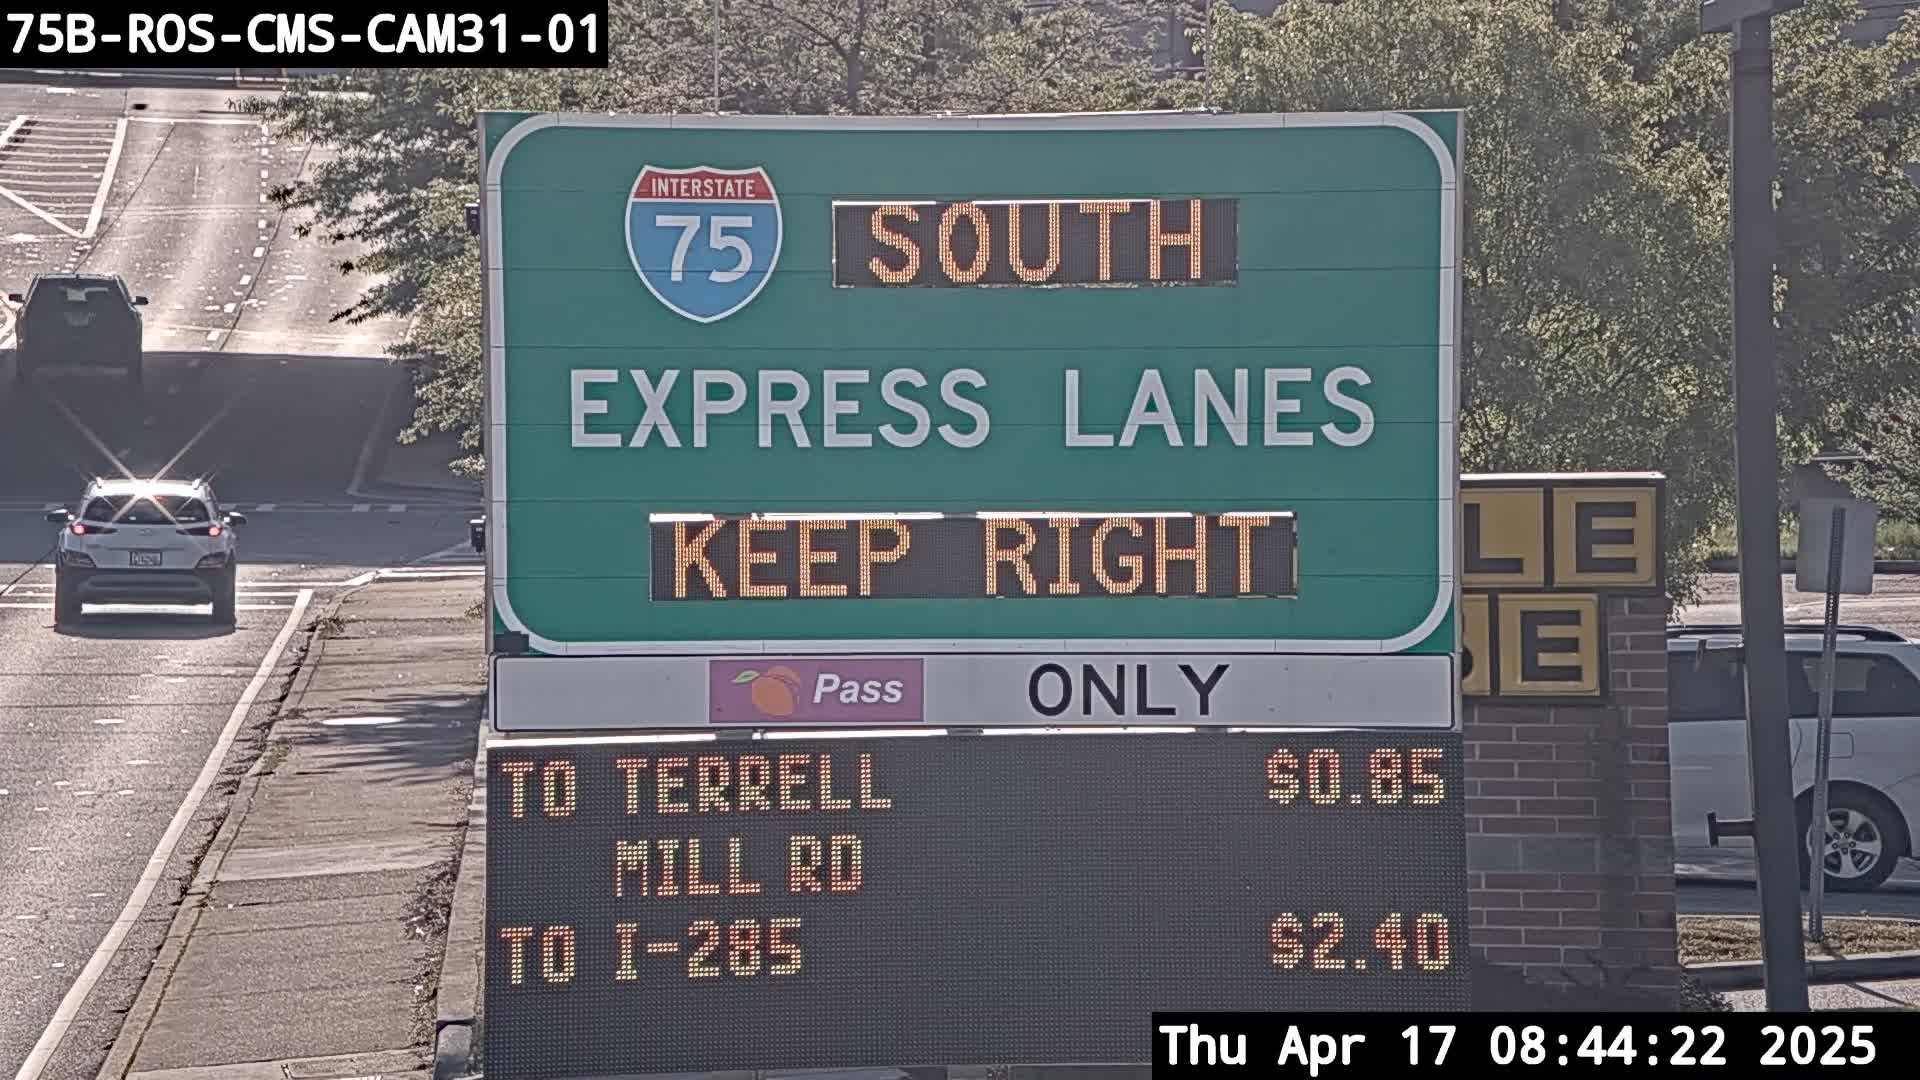 75B-ROS-CMS-CAM31-01
INTERSTATE
75
SOUTH
EXPRESS LANES
KEEP RIGHT
Pass ONLY
TO TERRELL $0.85
MILL RD
TO I-285 $2.40
LE
E
Thu Apr 17 08:44:22 2025